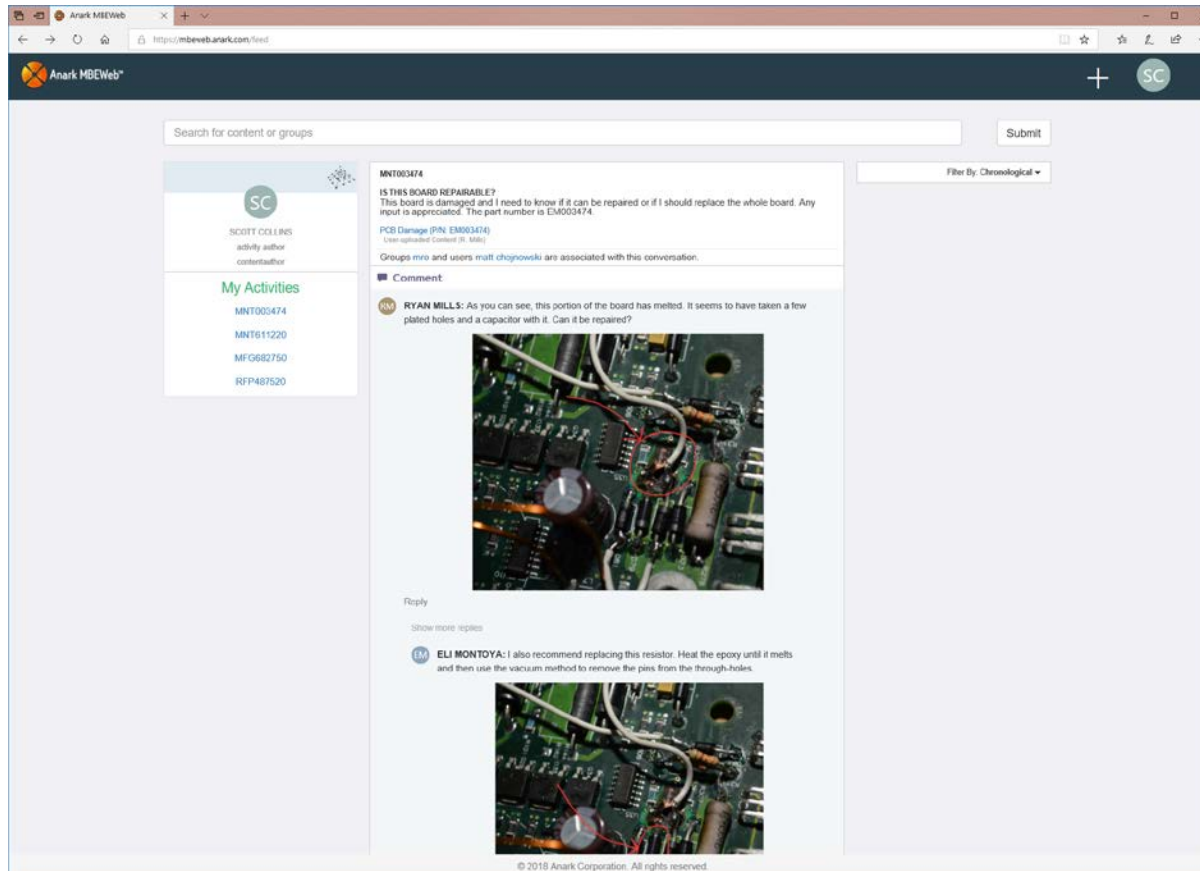 Anark MBEWeb
https://mbeweb.anark.com/feed
Anark MBEWeb™
SC
Search for content or groups
Submit
SC
SCOTT COLLINS
activity author
contentauthor
My Activities
MNT003474
MNT611220
MFG682750
RFP487520
MNT003474
IS THIS BOARD REPAIRABLE?
This board is damaged and I need to know if it can be repaired or if I should replace the whole board. Any
input is appreciated. The part number is EM003474.
PCB Damage (P/N: EM003474)
User uploaded Content (R. Mills)
Groups mro and users matt chojnowski are associated with this conversation.
Comment
RM
RYAN MILLS: As you can see, this portion of the board has melted. It seems to have taken a few
plated holes and a capacitor with it. Can it be repaired?
Reply
Show more replies
EM
ELI MONTOYA: I also recommend replacing this resistor. Heat the epoxy until it melts
and then use the vacuum method to remove the pins from the through-holes.
Filter By: Chronological
© 2018 Anark Corporation. All rights reserved.